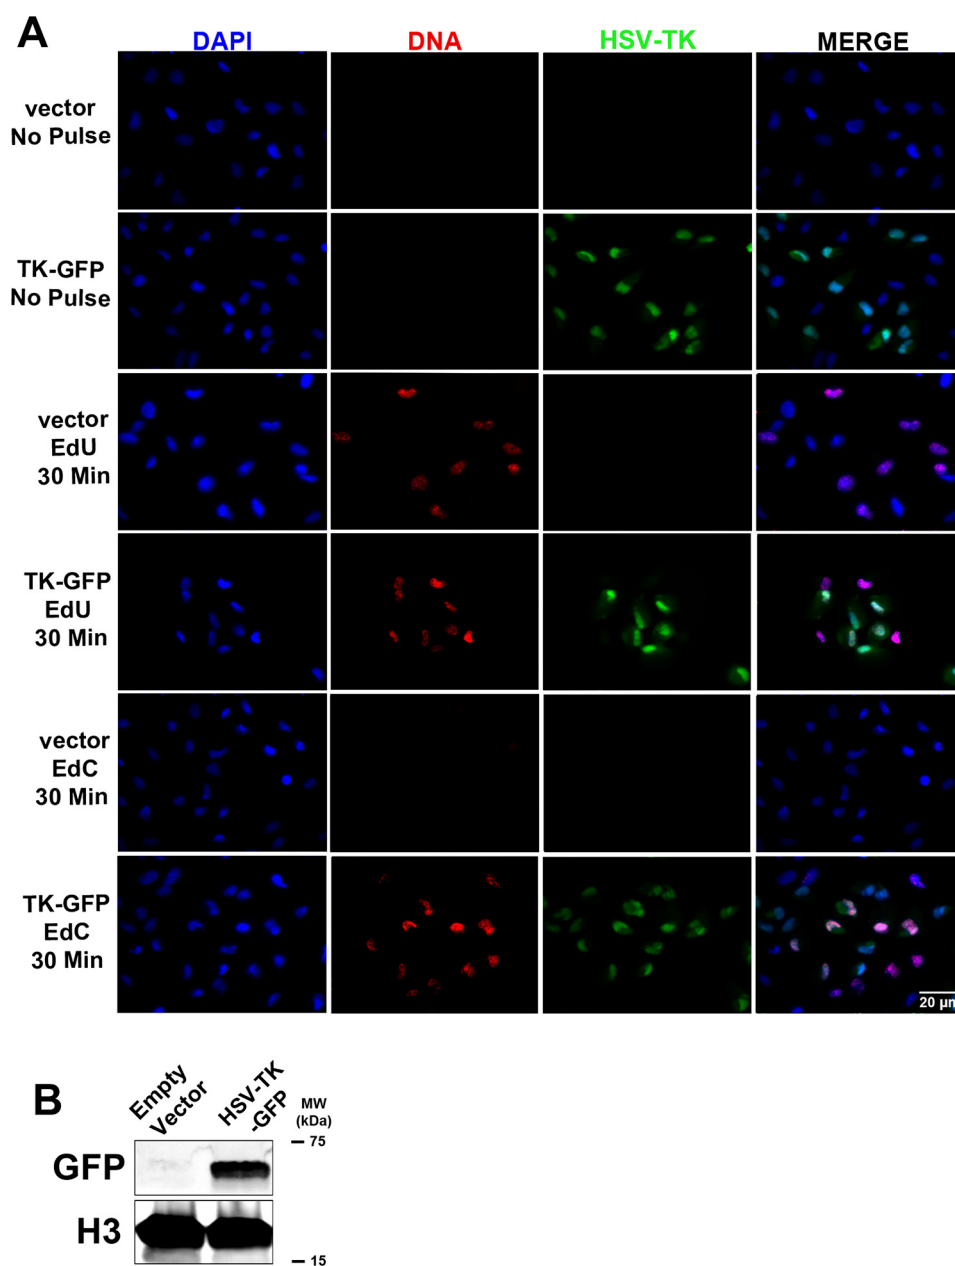 A
DAPI DNA HSV-TK MERGE
vector
No Pulse
TK-GFP
No Pulse
vector
EdU
30 Min
TK-GFP
EdU
30 Min
vector
EdC
30 Min
TK-GFP
EdC
30 Min
20 µm
B
Empty
Vector
HSV-TK
-GFP
MW
(kDa)
75
GFP
H3
15